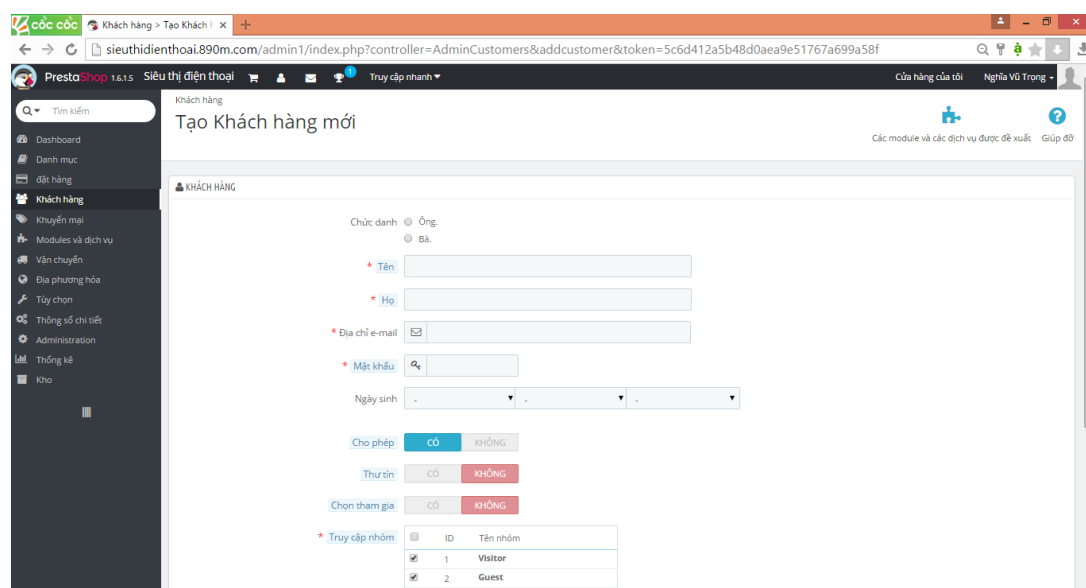 cốc cốc Khách hàng > Tạo Khách h
sieuthidienthoai.890m.com/admin1/index.php?controller=AdminCustomers&addcustomer&token=5c6d412a5b48d0aea9e51767a699a58f
PrestaShop 1.6.1.5 Siêu thị điện thoại 1 Truy cập nhanh Cửa hàng của tôi Nghĩa Vũ Trọng
Khách hàng
Tạo Khách hàng mới
Các module và các dịch vụ được đề xuất Giúp đỡ
Tìm kiếm
Dashboard
Danh mục
đặt hàng
Khách hàng
Khuyến mại
Modules và dịch vụ
Vận chuyển
Địa phương hóa
Tùy chọn
Thông số chi tiết
Administration
Thống kê
Kho
KHÁCH HÀNG
Chức danh Ông.
Bà.
* Tên
* Họ
* Địa chỉ e-mail
* Mật khẩu
Ngày sinh - - -
Cho phép CÓ KHÔNG
Thư tín CÓ KHÔNG
Chọn tham gia CÓ KHÔNG
* Truy cập nhóm ID Tên nhóm
1 Visitor
2 Guest